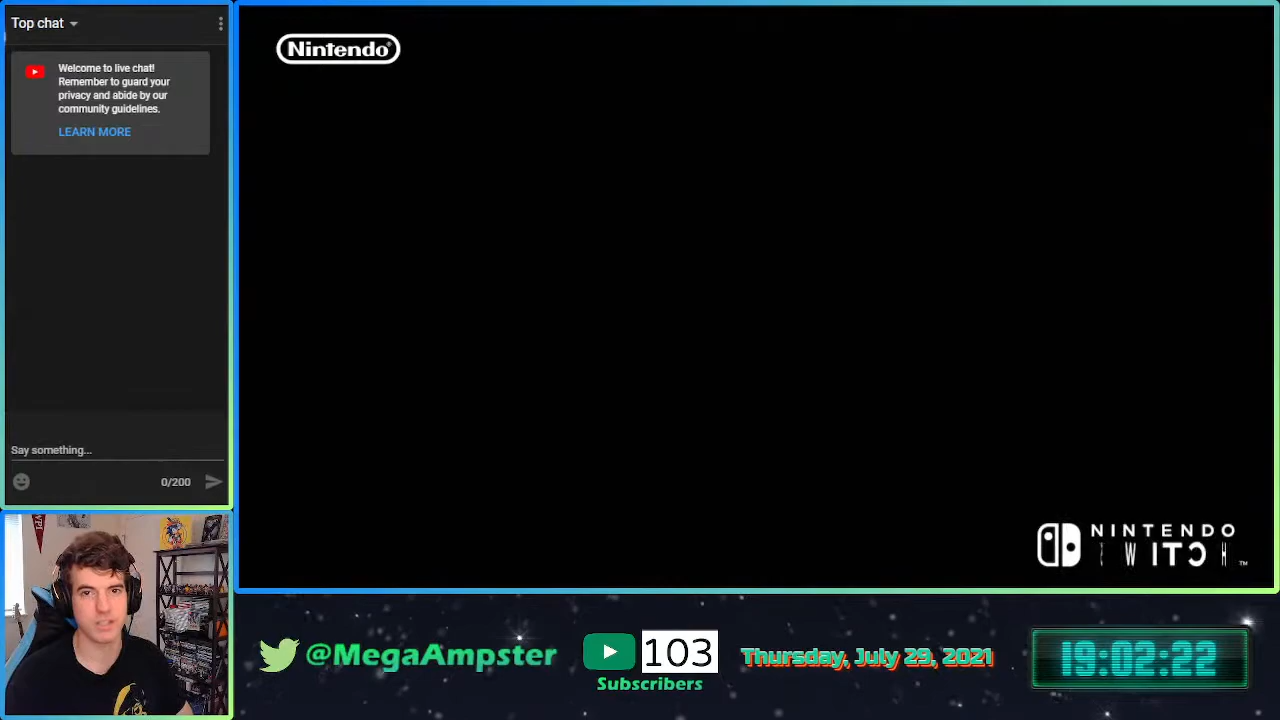 Top chat
Welcome to live chat!
Remember to guard your
privacy and abide by our
community guidelines.
LEARN MORE
Say something...
0/200
Nintendo®
NINTENDO
™
@MegaAmpster
103
Subscribers
Thursday, July 29, 2021
19:02:22